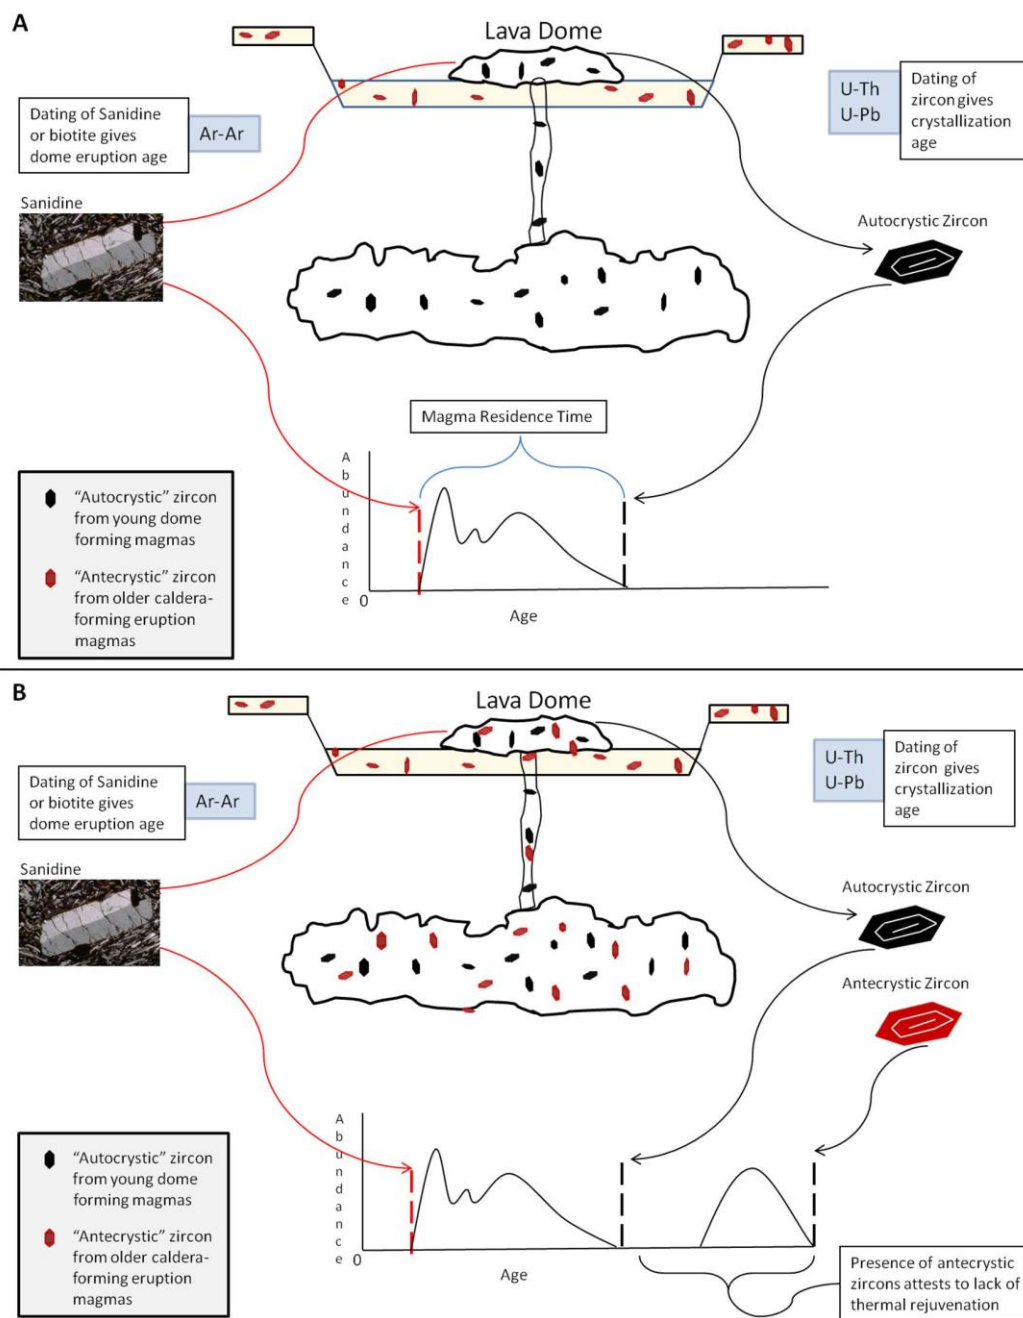 A
Lava Dome
Dating of Sanidine
or biotite gives
dome eruption age
Ar-Ar
U-Th
U-Pb
Dating of
zircon gives
crystallization
age
Sanidine
Autocrystic Zircon
Magma Residence Time
Abundance
0
Age
"Autocrystic" zircon
from young dome
forming magmas
"Antecrystic" zircon
from older caldera-
forming eruption
magmas
B
Lava Dome
Dating of Sanidine
or biotite gives
dome eruption age
Ar-Ar
U-Th
U-Pb
Dating of
zircon gives
crystallization
age
Sanidine
Autocrystic Zircon
Antecrystic Zircon
Abundance
0
Age
"Autocrystic" zircon
from young dome
forming magmas
"Antecrystic" zircon
from older caldera-
forming eruption
magmas
Presence of antecrystic
zircons attests to lack of
thermal rejuvenation